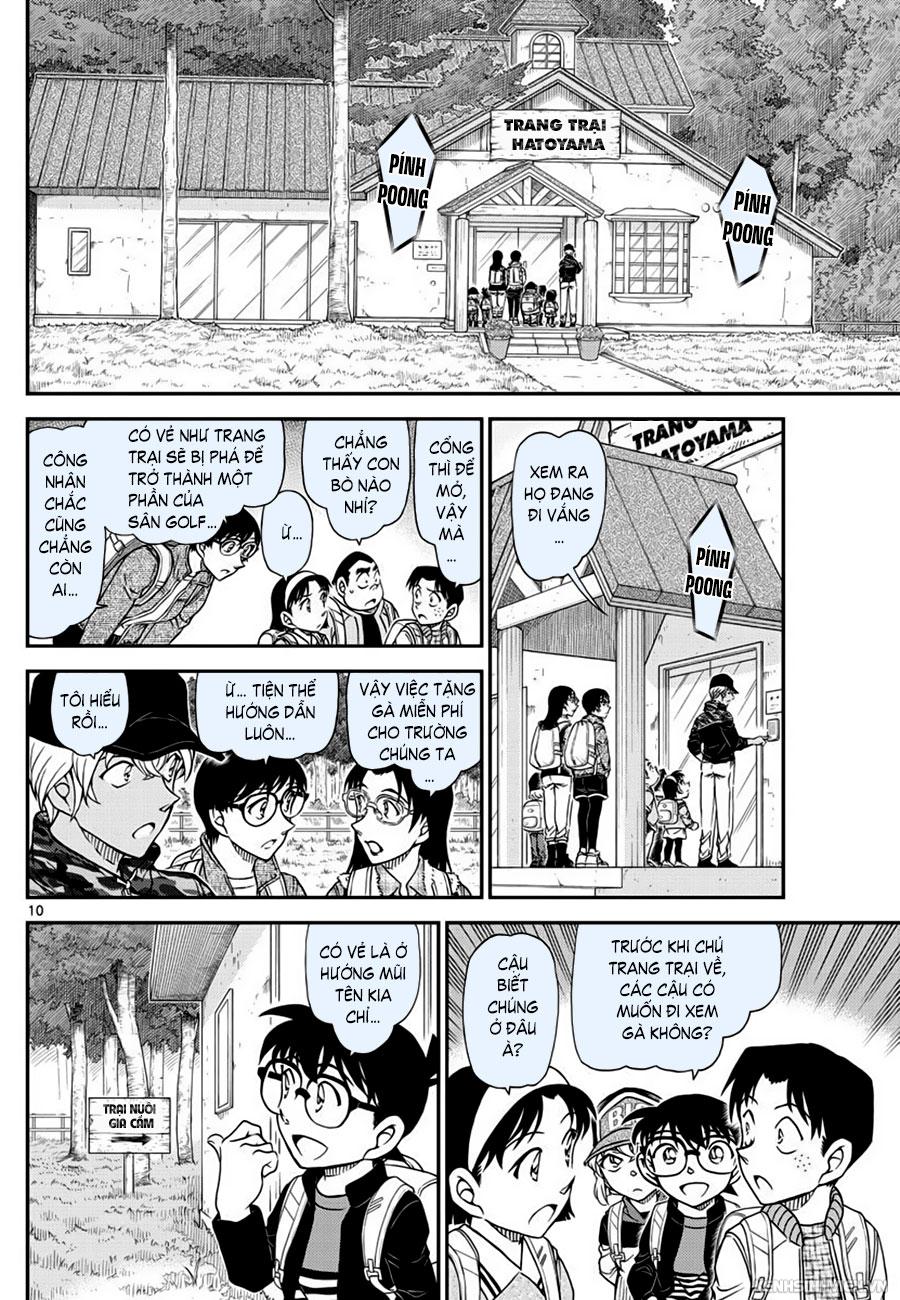 TRANG TRẠI
HATOYAMA
PÍNH
POONG
PÍNH
POONG
TRANG TRẠI
HATOYAMA
XEM RA
HỌ ĐANG
ĐI VẮNG
...
PÍNH
POONG
CỔNG
THÌ ĐỂ
MỞ,
VẬY
MÀ
...
CHẲNG
THẤY CON
BÒ NÀO
NHỈ?
Ừ...
CÓ VẺ NHƯ TRANG
TRẠI SẼ BỊ PHÁ ĐỂ
TRỞ THÀNH MỘT
PHẦN CỦA
SÂN GOLF...
CÔNG
NHÂN
CHẮC
CŨNG
CHẲNG
CÒN
AI...
VẬY VIỆC TẶNG
GÀ MIỄN PHÍ
CHO TRƯỜNG
CHÚNG TA
...
Ừ... TIỆN THỂ
HƯỚNG DẪN
LUÔN...
TÔI HIỂU
RỒI...
10
TRƯỚC KHI CHỦ
TRANG TRẠI VỀ,
CÁC CẬU CÓ
MUỐN ĐI XEM
GÀ KHÔNG?
CẬU
BIẾT
CHÚNG
Ở ĐÂU
À?
CÓ VẺ LÀ Ở
HƯỚNG MŨI
TÊN KIA
CHỈ...
TRẠI NUÔI
GIA CẦM